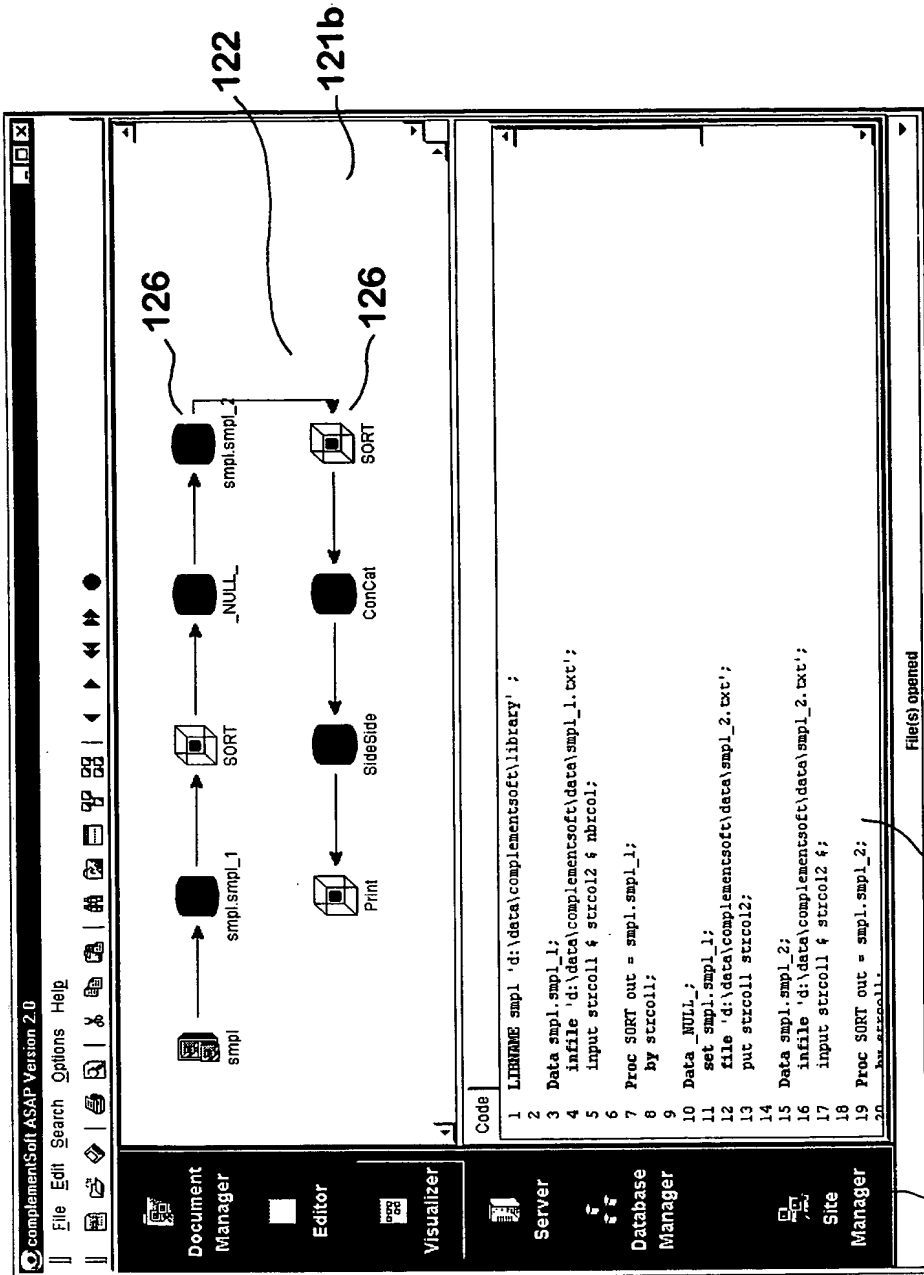 complementSoft ASAP Version 2.0
File Edit Search Options Help
Document
Manager
Editor
Visualizer
Server
Database
Manager
Site
Manager
smpl
smpl.smpl_1
SORT
_NULL_
smpl.smpl_2
Print
SideSide
ConCat
SORT
126
122
126
121b
Code
1 LIBNAME smpl 'd:\data\complementsoft\library' ;
2
3 Data smpl.smpl_1;
4 infile 'd:\data\complementsoft\data\smpl_1.txt';
5 input strcol1 $ strcol2 $ nbrcol;
6
7 Proc SORT out = smpl.smpl_1;
8 by strcol1;
9
10 Data _NULL_;
11 set smpl.smpl_1;
12 file 'd:\data\complementsoft\data\smpl_2.txt';
13 put strcol1 strcol2;
14
15 Data smpl.smpl_2;
16 infile 'd:\data\complementsoft\data\smpl_2.txt';
17 input strcol1 $ strcol2 $;
18
19 Proc SORT out = smpl.smpl_2;
20 by strcol1;
File(s) opened